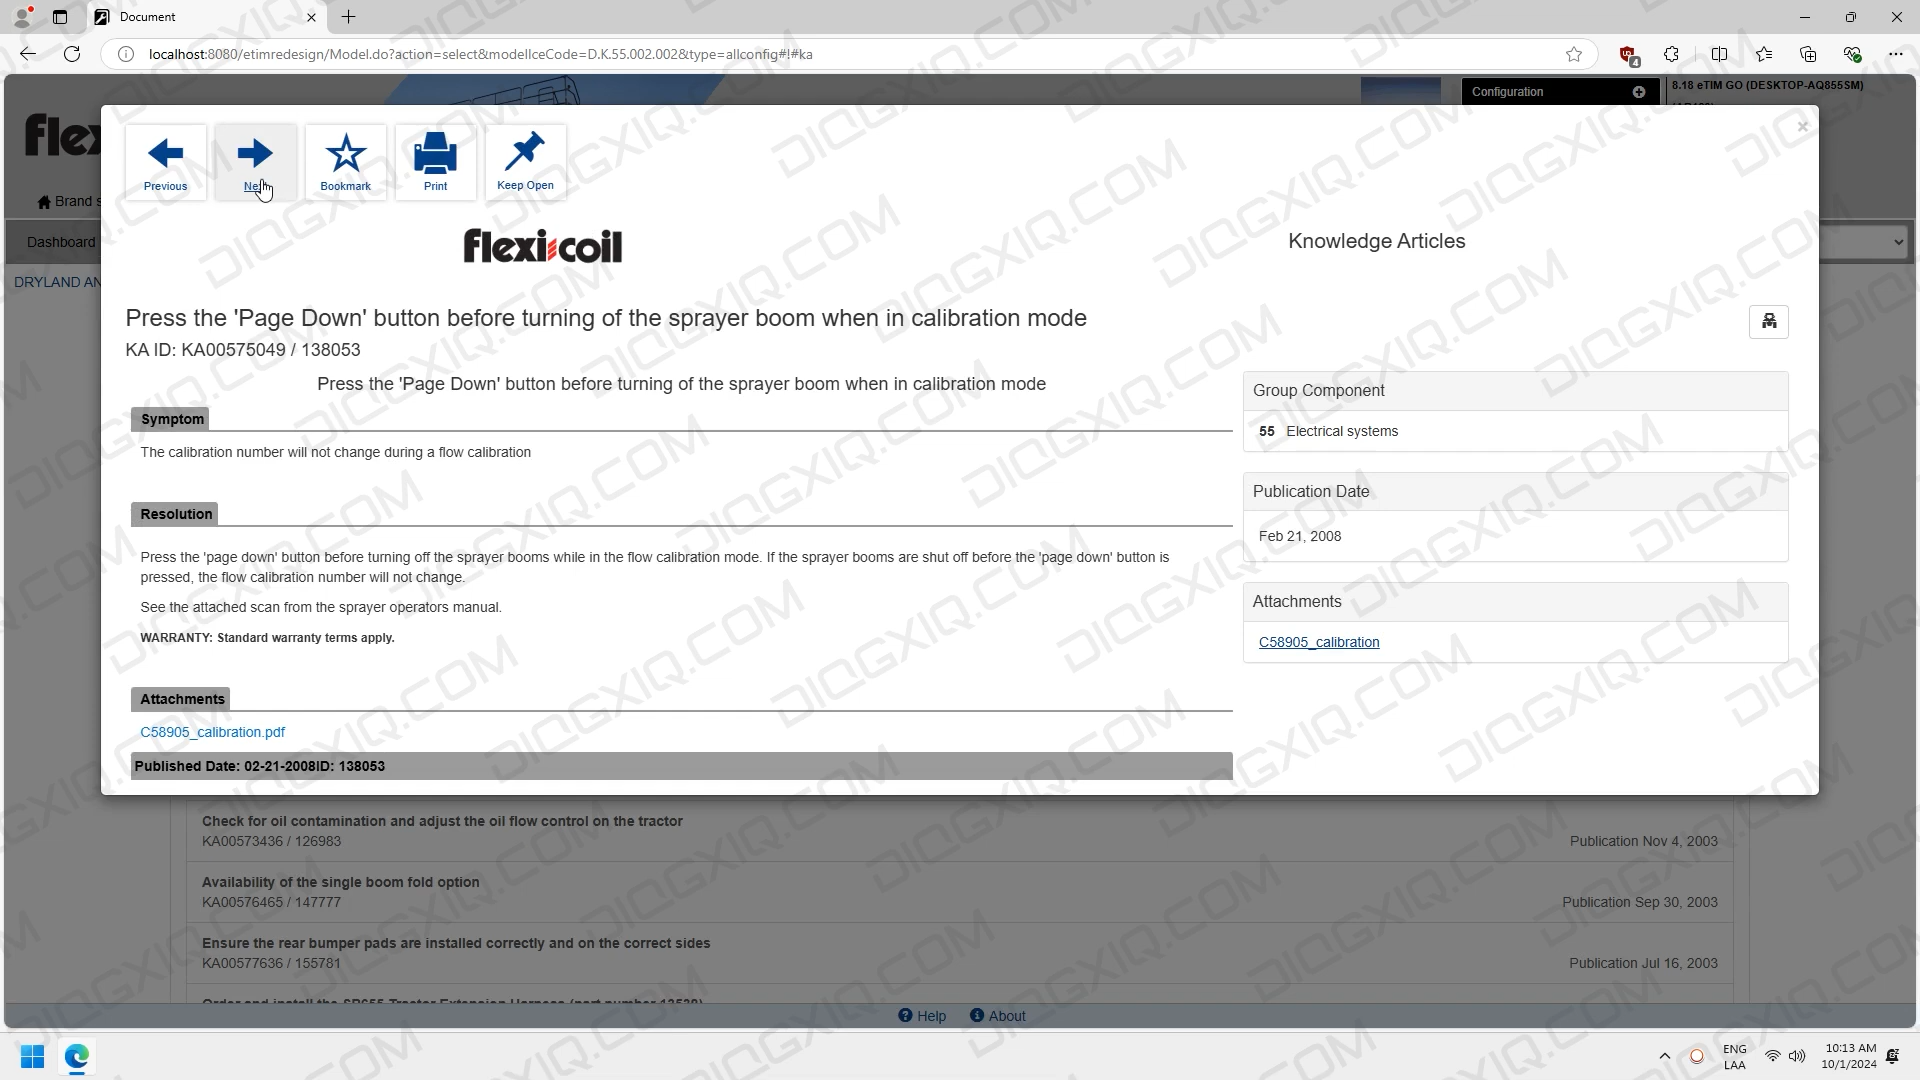 Document
localhost:8080/etimredesign/Model.do?action=select&modelIceCode=D.K.55.002.002&type=allconfig#!#ka
4
Configuration
8.18 eTIM GO (DESKTOP-AQ855SM)
Previous
Bookmark
Print
Keep Open
Brand
Dashboard
flexi-coil
Knowledge Articles
DRYLAND AN
Press the 'Page Down' button before turning of the sprayer boom when in calibration mode
KA ID: KA00575049 / 138053
Press the 'Page Down' button before turning of the sprayer boom when in calibration mode
Group Component
Symptom
55 Electrical systems
The calibration number will not change during a flow calibration
Publication Date
Resolution
Feb 21, 2008
Press the 'page down' button before turning off the sprayer booms while in the flow calibration mode. If the sprayer booms are shut off before the 'page down' button is
pressed, the flow calibration number will not change.
Attachments
See the attached scan from the sprayer operators manual.
WARRANTY: Standard warranty terms apply.
C58905_calibration
Attachments
C58905_calibration.pdf
Published Date: 02-21-2008ID: 138053
Check for oil contamination and adjust the oil flow control on the tractor
KA00573436 / 126983
Publication Nov 4, 2003
Availability of the single boom fold option
KA00576465 / 147777
Publication Sep 30, 2003
Ensure the rear bumper pads are installed correctly and on the correct sides
KA00577636 / 155781
Publication Jul 16, 2003
Help
About
ENG
LAA
10:13 AM
10/1/2024
DIQGXIQ.COM